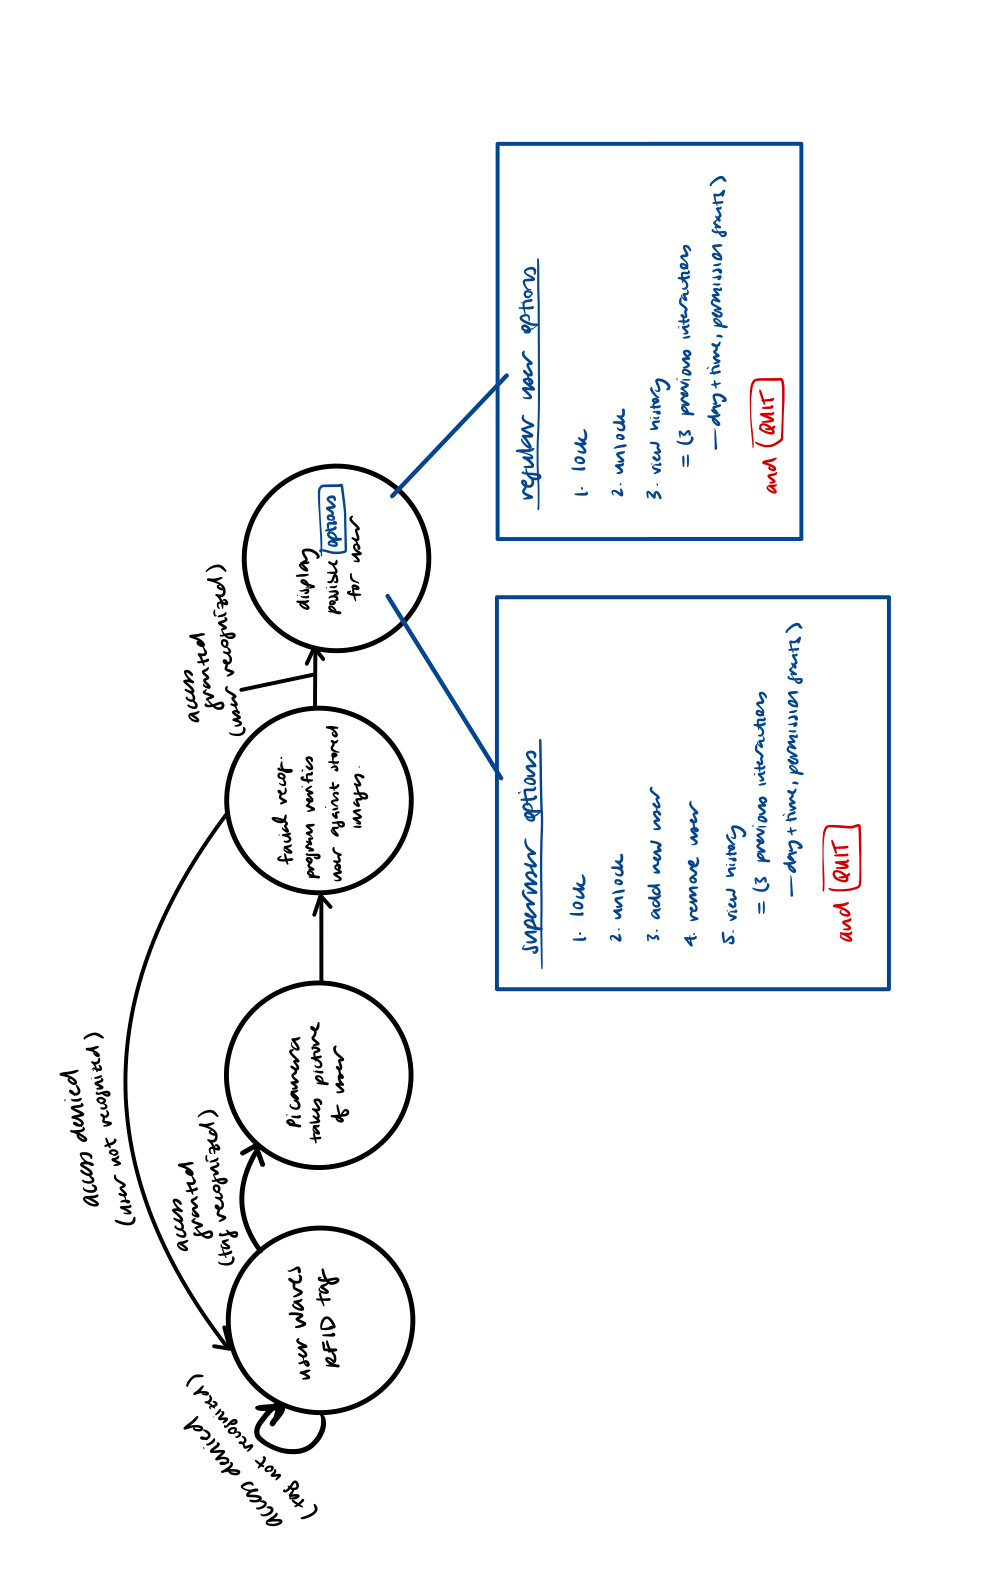 access denied
(user not recognized)
access denied
(tag not recognized)
access
granted
(tag recognized)
access
granted
(user recognized)
user waves
RFID tag
Picamera
takes picture
of user
facial recog.
program verifies
user against stored
images.
display
possible options
for user
superuser options
1. lock
2. unlock
3. add new user
4. remove user
5. view history
= (3 previous interactions
— day + time, permission grants)
and QUIT
regular user options
1. lock
2. unlock
3. view history
= (3 previous interactions
— day + time, permission grants)
and QUIT